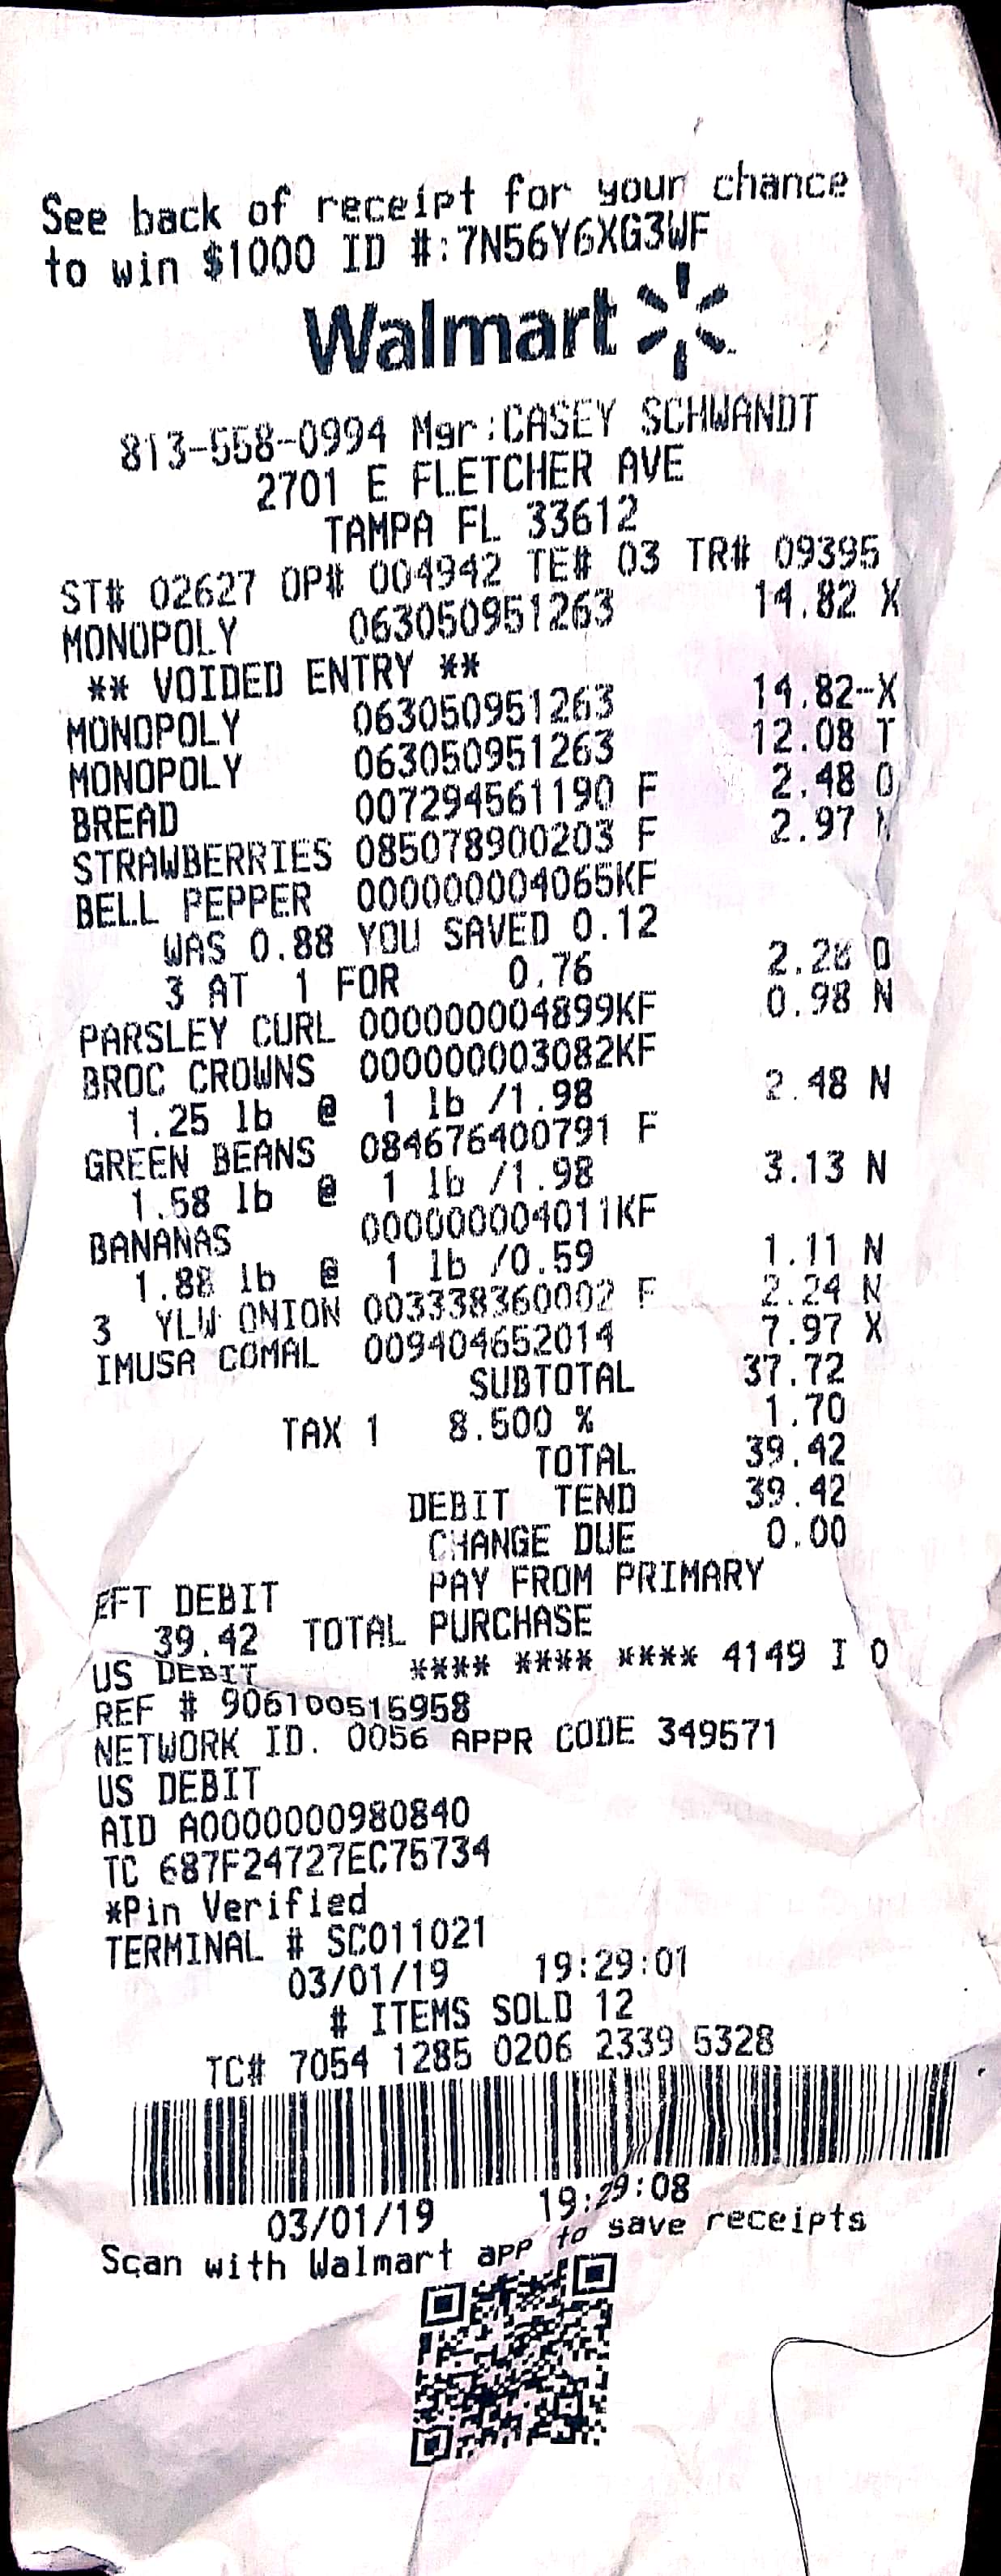 See back of receipt for your chance
to win $1000 ID #:7N56Y6XG3WF
Walmart
813-558-0994 Mgr:CASEY SCHWANDT
2701 E FLETCHER AVE
TAMPA FL 33612
ST# 02627 OP# 004942 TE# 03 TR# 09395
MONOPOLY 063050951263 14.82 X
** VOIDED ENTRY **
MONOPOLY 063050951263 14.82-X
MONOPOLY 063050951263 12.08 T
BREAD 007294561190 F 2.48 O
STRAWBERRIES 085078900203 F 2.97 N
BELL PEPPER 000000004065KF
WAS 0.88 YOU SAVED 0.12
3 AT 1 FOR 0.76 2.28 O
PARSLEY CURL 000000004899KF 0.98 N
BROC CROWNS 000000003082KF
1.25 lb @ 1 lb /1.98 2.48 N
GREEN BEANS 084676400791 F
1.58 lb @ 1 lb /1.98 3.13 N
BANANAS 000000004011KF
1.88 lb @ 1 lb /0.59 1.11 N
3 YLW ONION 003338360002 F 2.24 N
IMUSA COMAL 009404652014 7.97 X
SUBTOTAL 37.72
TAX 1 8.500 % 1.70
TOTAL 39.42
DEBIT TEND 39.42
CHANGE DUE 0.00
EFT DEBIT PAY FROM PRIMARY
39.42 TOTAL PURCHASE
US DEBIT **** **** **** 4149 I 0
REF # 906100515958
NETWORK ID. 0056 APPR CODE 349571
US DEBIT
AID A0000000980840
TC 687F24727EC75734
*Pin Verified
TERMINAL # SC011021
03/01/19 19:29:01
# ITEMS SOLD 12
TC# 7054 1285 0206 2339 5328
03/01/19 19:29:08
Scan with Walmart app to save receipts